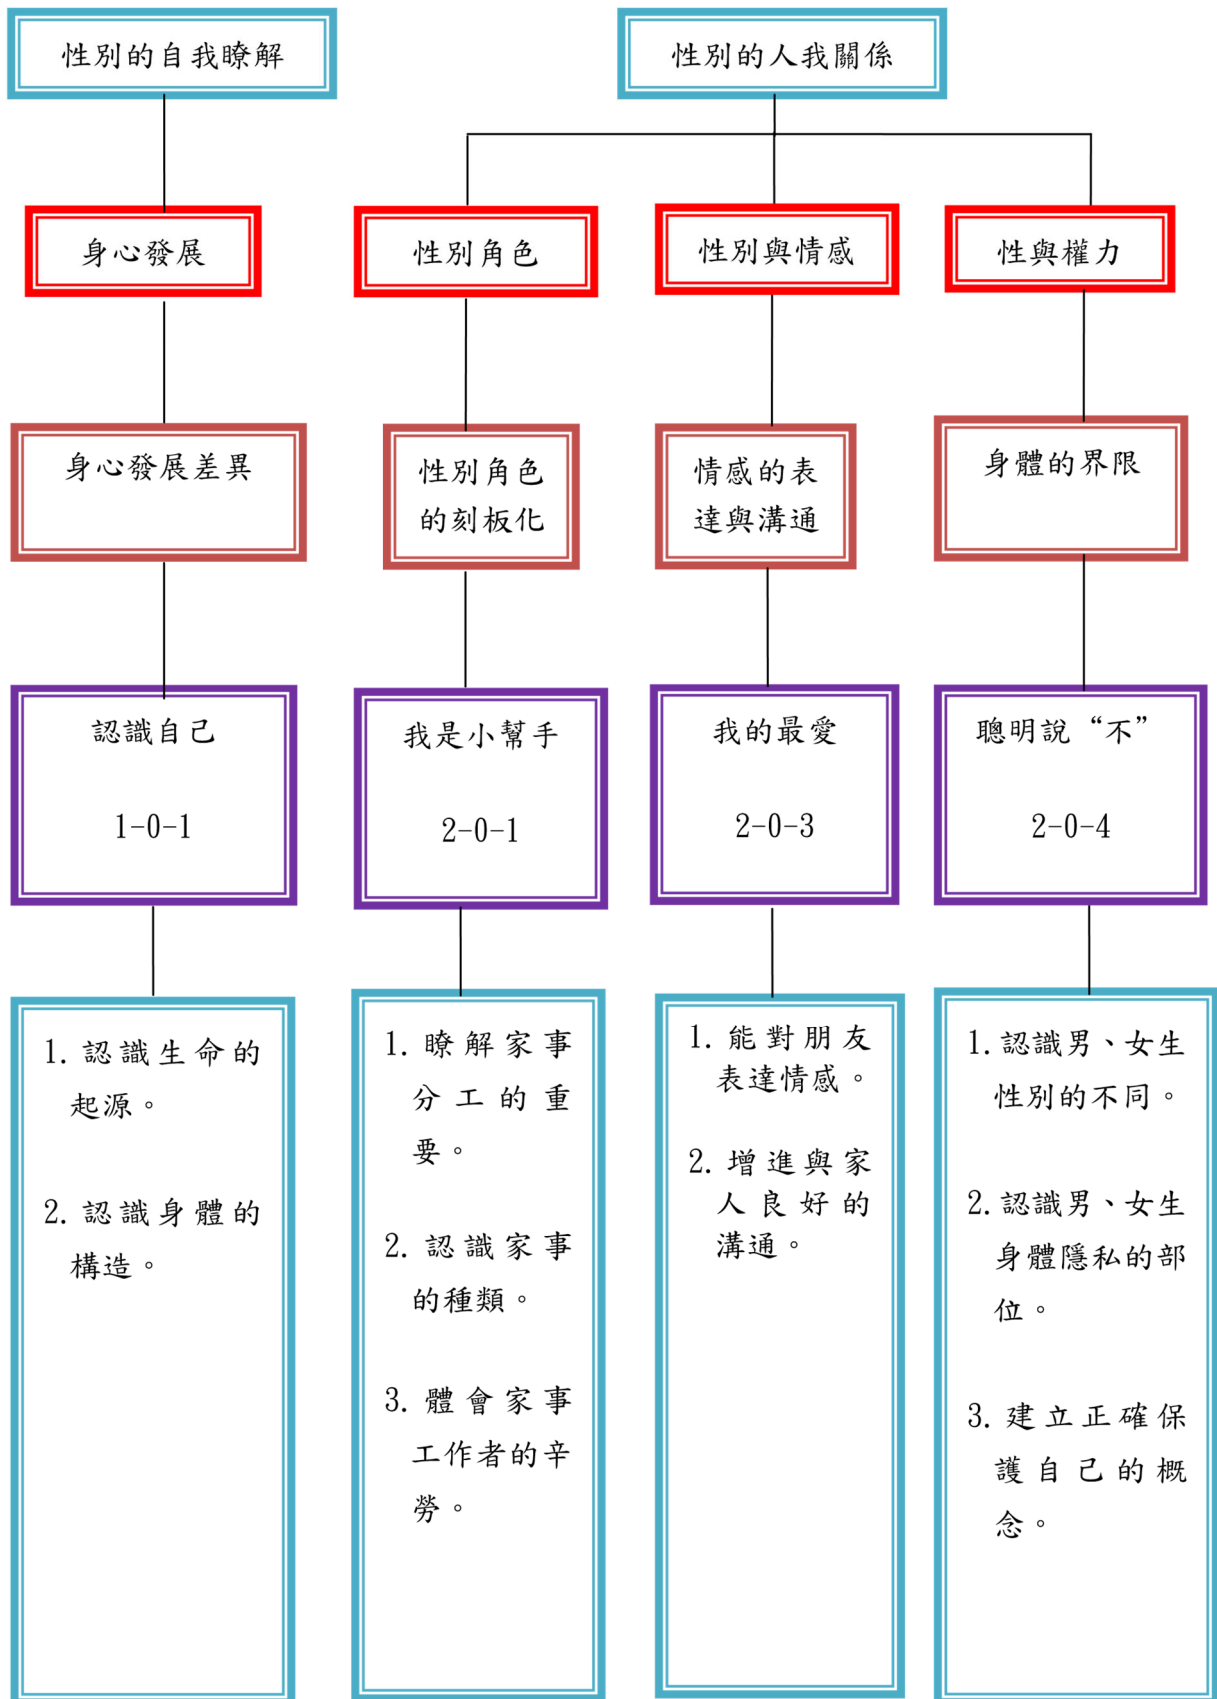 性別的自我瞭解
性別的人我關係
身心發展
性別角色
性別與情感
性與權力
身心發展差異
性別角色
的刻板化
情感的表
達與溝通
身體的界限
認識自己
1-0-1
我是小幫手
2-0-1
我的最愛
2-0-3
聰明說“不”
2-0-4
1. 認識生命的
起源。
2. 認識身體的
構造。
1. 瞭解家事
分工的重
要。
2. 認識家事
的種類。
3. 體會家事
工作者的辛
勞。
1. 能對朋友
表達情感。
2. 增進與家
人良好的
溝通。
1. 認識男、女生
性別的不同。
2. 認識男、女生
身體隱私的部
位。
3. 建立正確保
護自己的概
念。